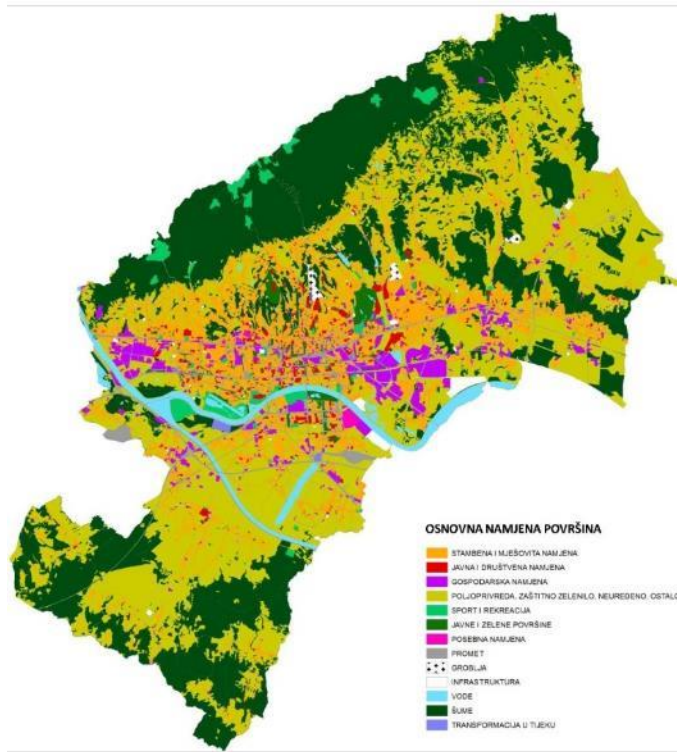 OSNOVNA NAMJENA POVRŠINA
STAMBENA I MJEŠOVITA NAMJENA
JAVNA I DRUŠTVENA NAMJENA
GOSPODARSKA NAMJENA
POLJOPRIVREDA, ZAŠTITNO ZELENILO, NEUREĐENO, OSTALO
SPORT I REKREACIJA
JAVNE I ZELENE POVRŠINE
POSEBNA NAMJENA
PROMET
GROBLJA
INFRASTRUKTURA
VODE
ŠUME
TRANSFORMACIJA U TIJEKU